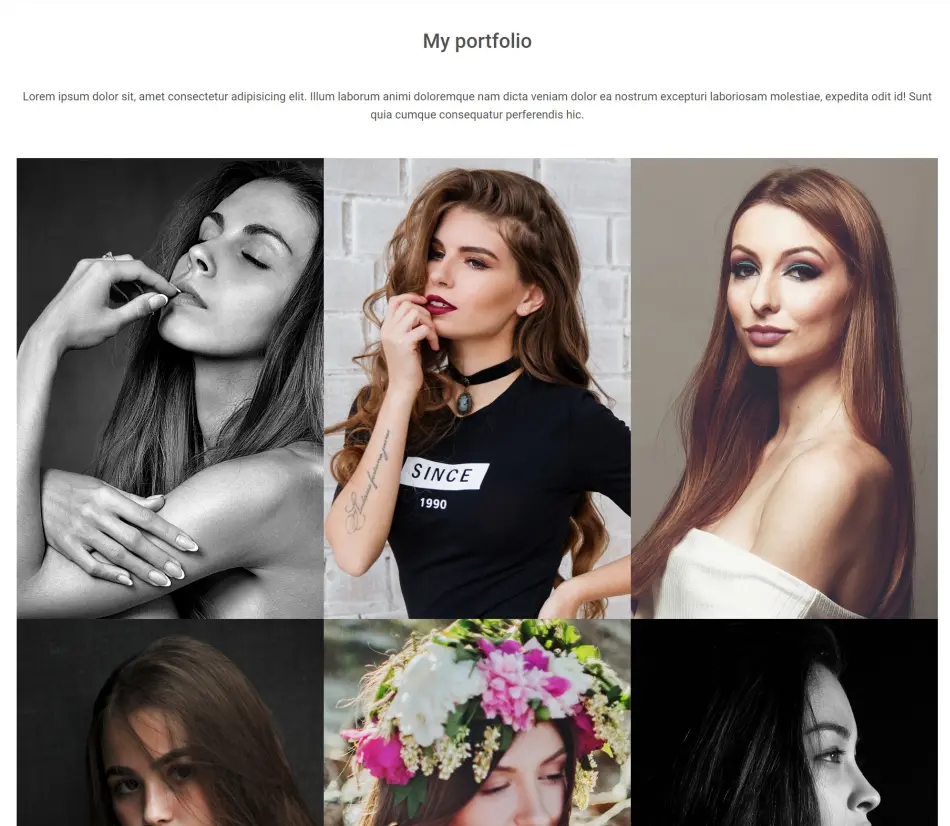 My portfolio
Lorem ipsum dolor sit, amet consectetur adipisicing elit. Illum laborum animi doloremque nam dicta veniam dolor ea nostrum excepturi laboriosam molestiae, expedita odit id! Sunt
quia cumque consequatur perferendis hic.
SINCE
1990